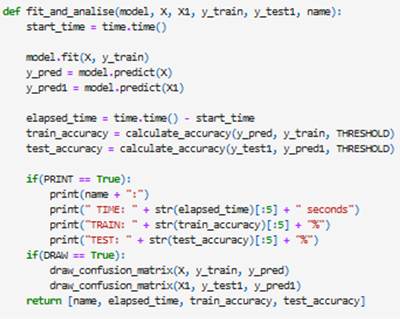 def fit_and_analise(model, X, X1, y_train, y_test1, name):
    start_time = time.time()

    model.fit(X, y_train)
    y_pred = model.predict(X)
    y_pred1 = model.predict(X1)

    elapsed_time = time.time() - start_time
    train_accuracy = calculate_accuracy(y_pred, y_train, THRESHOLD)
    test_accuracy = calculate_accuracy(y_test1, y_pred1, THRESHOLD)

    if(PRINT == True):
        print(name + ":")
        print(" TIME: " + str(elapsed_time)[:5] + " seconds")
        print("TRAIN: " + str(train_accuracy)[:5] + "%")
        print("TEST: " + str(test_accuracy)[:5] + "%")
    if(DRAW == True):
        draw_confusion_matrix(X, y_train, y_pred)
        draw_confusion_matrix(X1, y_test1, y_pred1)
    return [name, elapsed_time, train_accuracy, test_accuracy]